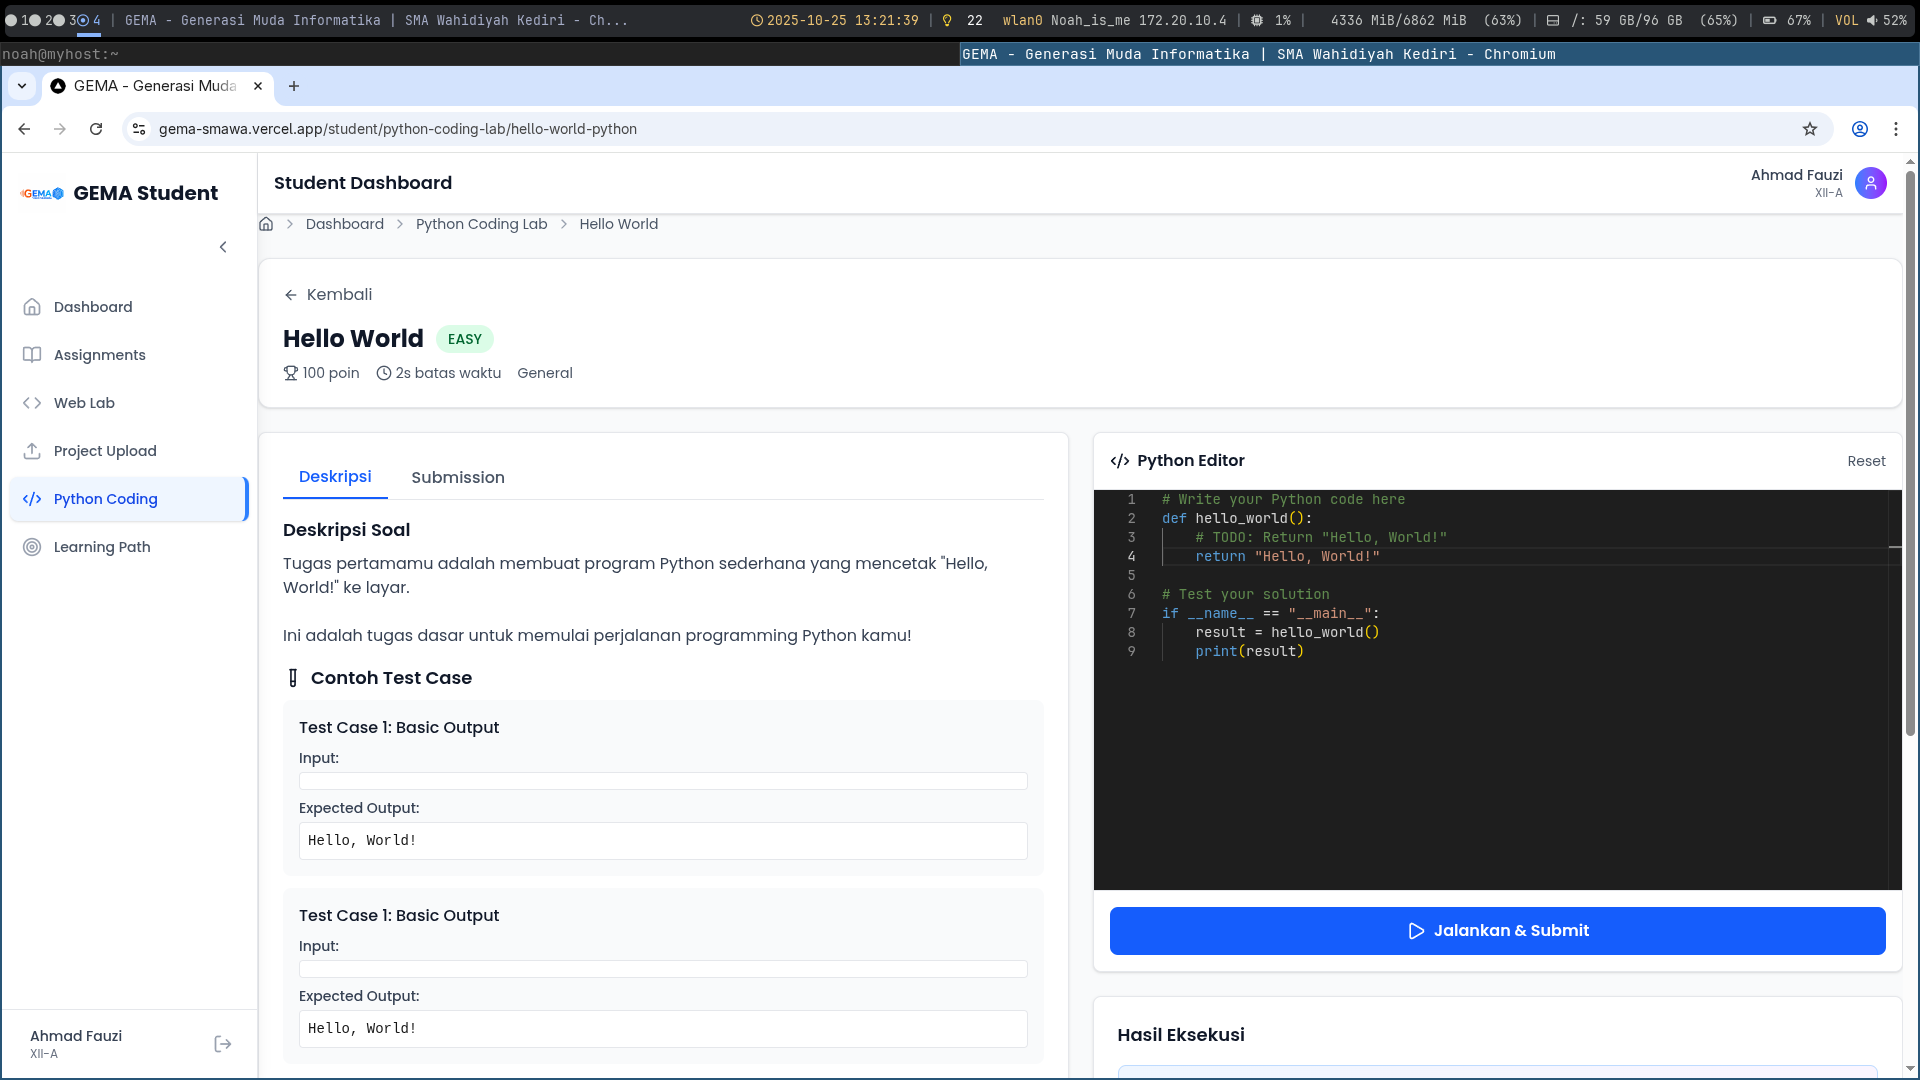 1 2 3 4 | GEMA - Generasi Muda Informatika | SMA Wahidiyah Kediri - Ch... 2025-10-25 13:21:39 | 22 wlan0 Noah_is_me 172.20.10.4 | 1% | 4336 MiB/6862 MiB (63%) | /: 59 GB/96 GB (65%) | 67% | VOL 52%
noah@myhost:~ GEMA - Generasi Muda Informatika | SMA Wahidiyah Kediri - Chromium
GEMA - Generasi Muda
gema-smawa.vercel.app/student/python-coding-lab/hello-world-python
GEMA GEMA Student
Dashboard
Assignments
Web Lab
Project Upload
Python Coding
Learning Path
Ahmad Fauzi
XII-A
Student Dashboard
Ahmad Fauzi
XII-A
Dashboard Python Coding Lab Hello World
Kembali
Hello World EASY
100 poin 2s batas waktu General
Deskripsi Submission
Deskripsi Soal
Tugas pertamamu adalah membuat program Python sederhana yang mencetak "Hello,
World!" ke layar.
Ini adalah tugas dasar untuk memulai perjalanan programming Python kamu!
Contoh Test Case
Test Case 1: Basic Output
Input:
Expected Output:
Hello, World!
Test Case 1: Basic Output
Input:
Expected Output:
Hello, World!
</> Python Editor Reset
1 # Write your Python code here
2 def hello_world():
3     # TODO: Return "Hello, World!"
4     return "Hello, World!"
5
6 # Test your solution
7 if __name__ == "__main__":
8     result = hello_world()
9     print(result)
Jalankan & Submit
Hasil Eksekusi